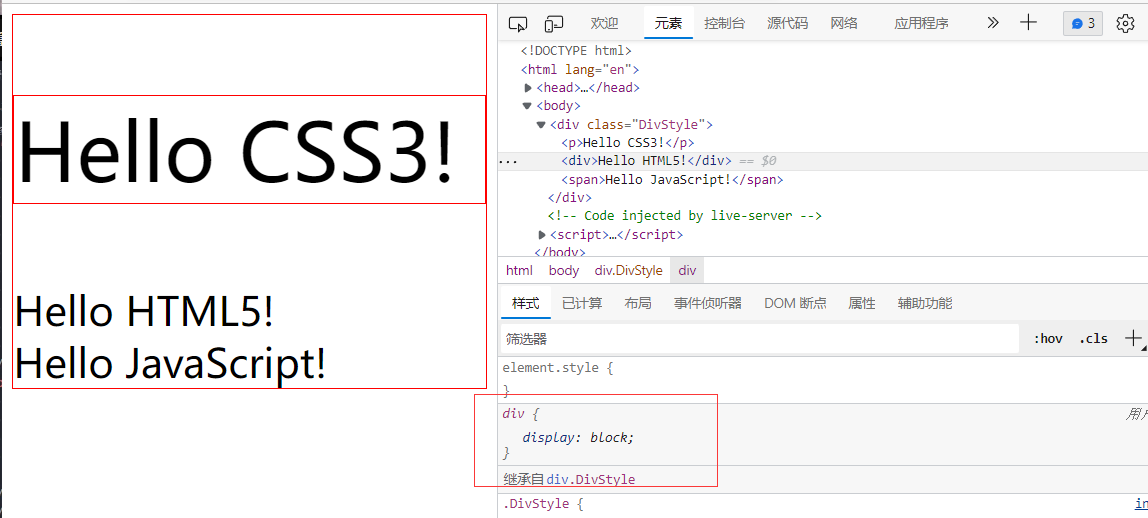 Hello CSS3!
Hello HTML5!
Hello JavaScript!
欢迎 元素 控制台 源代码 网络 应用程序 3
<!DOCTYPE html>
<html lang="en">
<head>…</head>
<body>
<div class="DivStyle">
<p>Hello CSS3!</p>
<div>Hello HTML5!</div> == $0
<span>Hello JavaScript!</span>
</div>
<!-- Code injected by live-server -->
<script>…</script>
</body>
html body div.DivStyle div
样式 已计算 布局 事件侦听器 DOM 断点 属性 辅助功能
筛选器 :hov .cls
element.style {
}
div {
display: block;
}
继承自 div.DivStyle
.DivStyle {